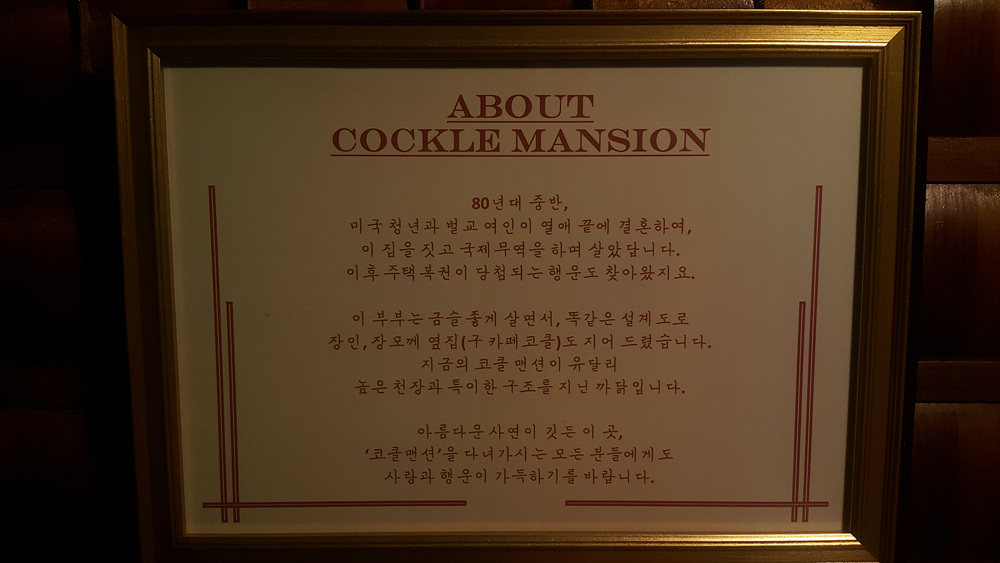 ABOUT
COCKLE MANSION
80년대 중반,
미국 청년과 벌교 여인이 열애 끝에 결혼하여,
이 집을 짓고 국제무역을 하며 살았답니다.
이후 주택복권이 당첨되는 행운도 찾아왔지요.
이 부부는 금슬 좋게 살면서, 똑같은 설계도로
장인, 장모께 옆집(구 카페코클)도 지어 드렸습니다.
지금의 코클 맨션이 유달리
높은 천장과 특이한 구조를 지닌 까닭입니다.
아름다운 사연이 깃든 이 곳,
‘코클맨션’을 다녀가시는 모든 분들에게도
사랑과 행운이 가득하기를 바랍니다.